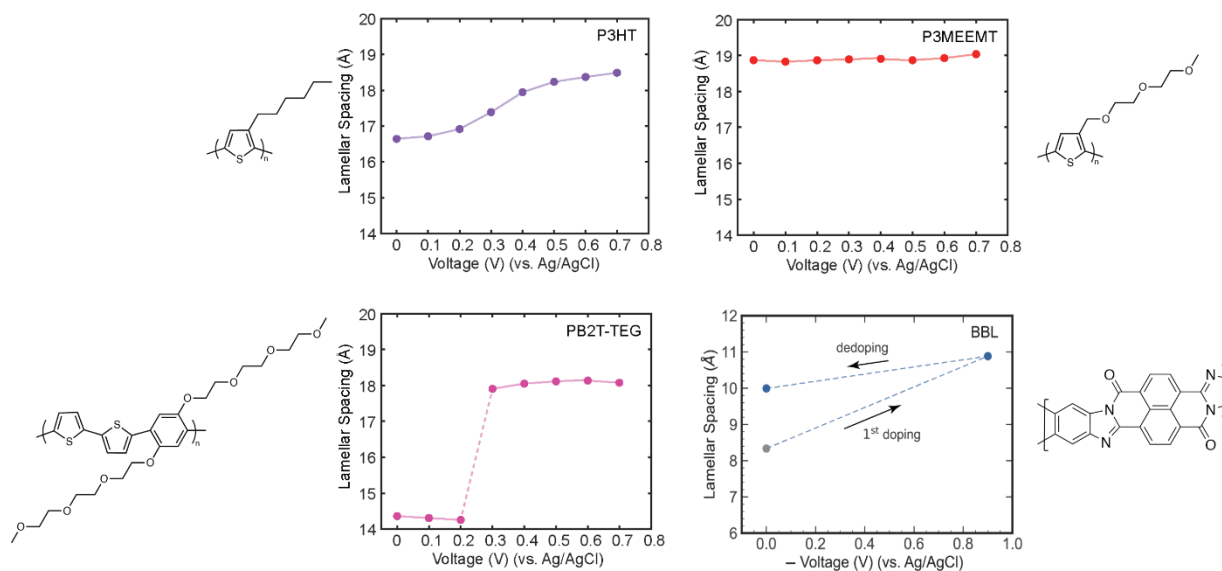 P3HT
Lamellar Spacing (Å)
20
19
18
17
16
15
14
0 0.1 0.2 0.3 0.4 0.5 0.6 0.7 0.8
Voltage (V) (vs. Ag/AgCl)
S
n
P3MEEMT
Lamellar Spacing (Å)
20
19
18
17
16
15
14
0 0.1 0.2 0.3 0.4 0.5 0.6 0.7 0.8
Voltage (V) (vs. Ag/AgCl)
O
O
O
S
n
PB2T-TEG
Lamellar Spacing (Å)
20
19
18
17
16
15
14
0 0.1 0.2 0.3 0.4 0.5 0.6 0.7 0.8
Voltage (V) (vs. Ag/AgCl)
O
O
O
O
S
S
n
O
O
O
O
BBL
Lamellar Spacing (Å)
12
11
10
9
8
7
6
dedoping
1st doping
0.0 0.2 0.4 0.6 0.8 1.0
– Voltage (V) (vs. Ag/AgCl)
O
N
N
N
N
O